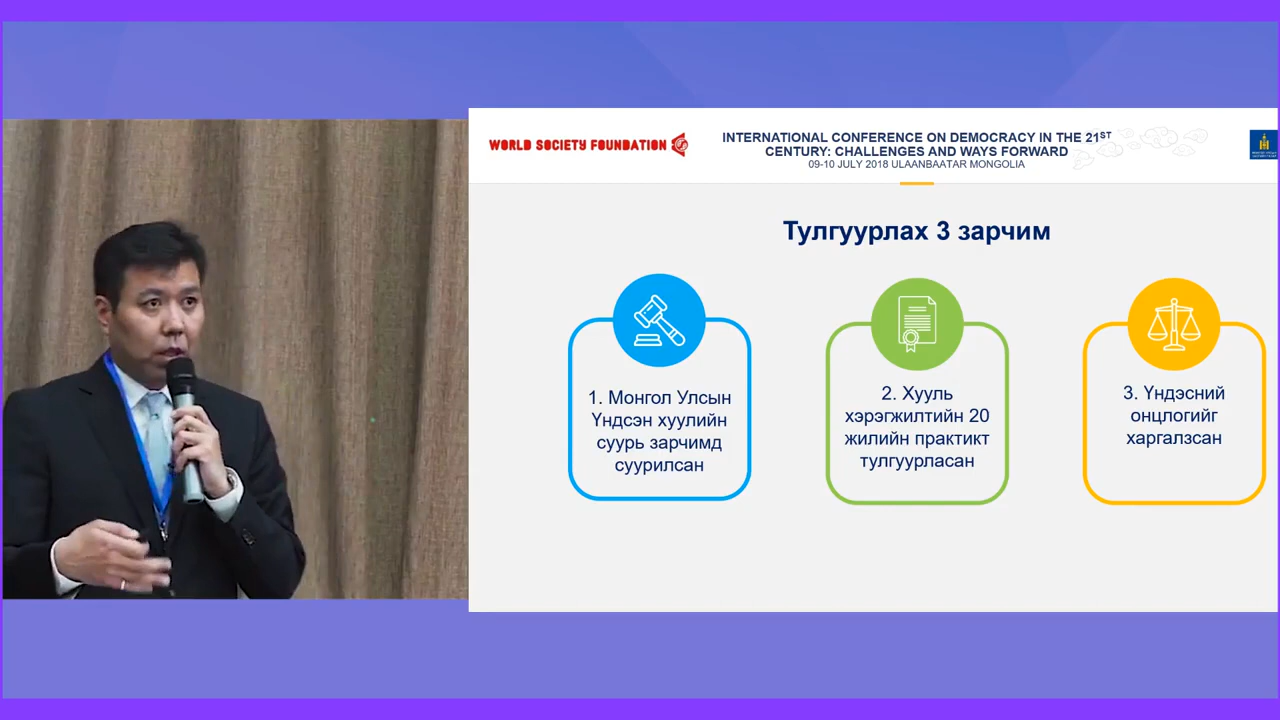 WORLD SOCIETY FOUNDATION
INTERNATIONAL CONFERENCE ON DEMOCRACY IN THE 21ST
CENTURY: CHALLENGES AND WAYS FORWARD
09-10 JULY 2018 ULAANBAATAR MONGOLIA
Тулгуурлах 3 зарчим
1. Монгол Улсын
Үндсэн хуулийн
суурь зарчимд
суурилсан
2. Хууль
хэрэгжилтийн 20
жилийн практикт
тулгуурласан
3. Үндэсний
онцлогийг
харгалзсан